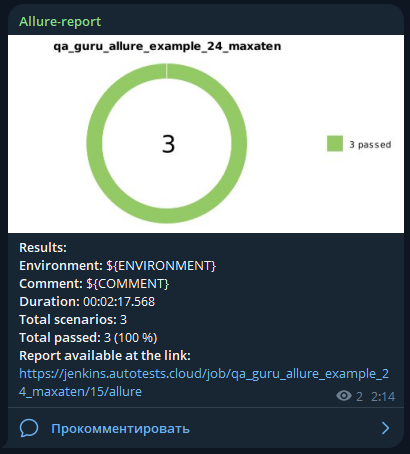 Allure-report
qa_guru_allure_example_24_maxaten
3
3 passed
Results:
Environment: ${ENVIRONMENT}
Comment: ${COMMENT}
Duration: 00:02:17.568
Total scenarios: 3
Total passed: 3 (100 %)
Report available at the link:
https://jenkins.autotests.cloud/job/qa_guru_allure_example_2
4_maxaten/15/allure
2 2:14
Прокомментировать